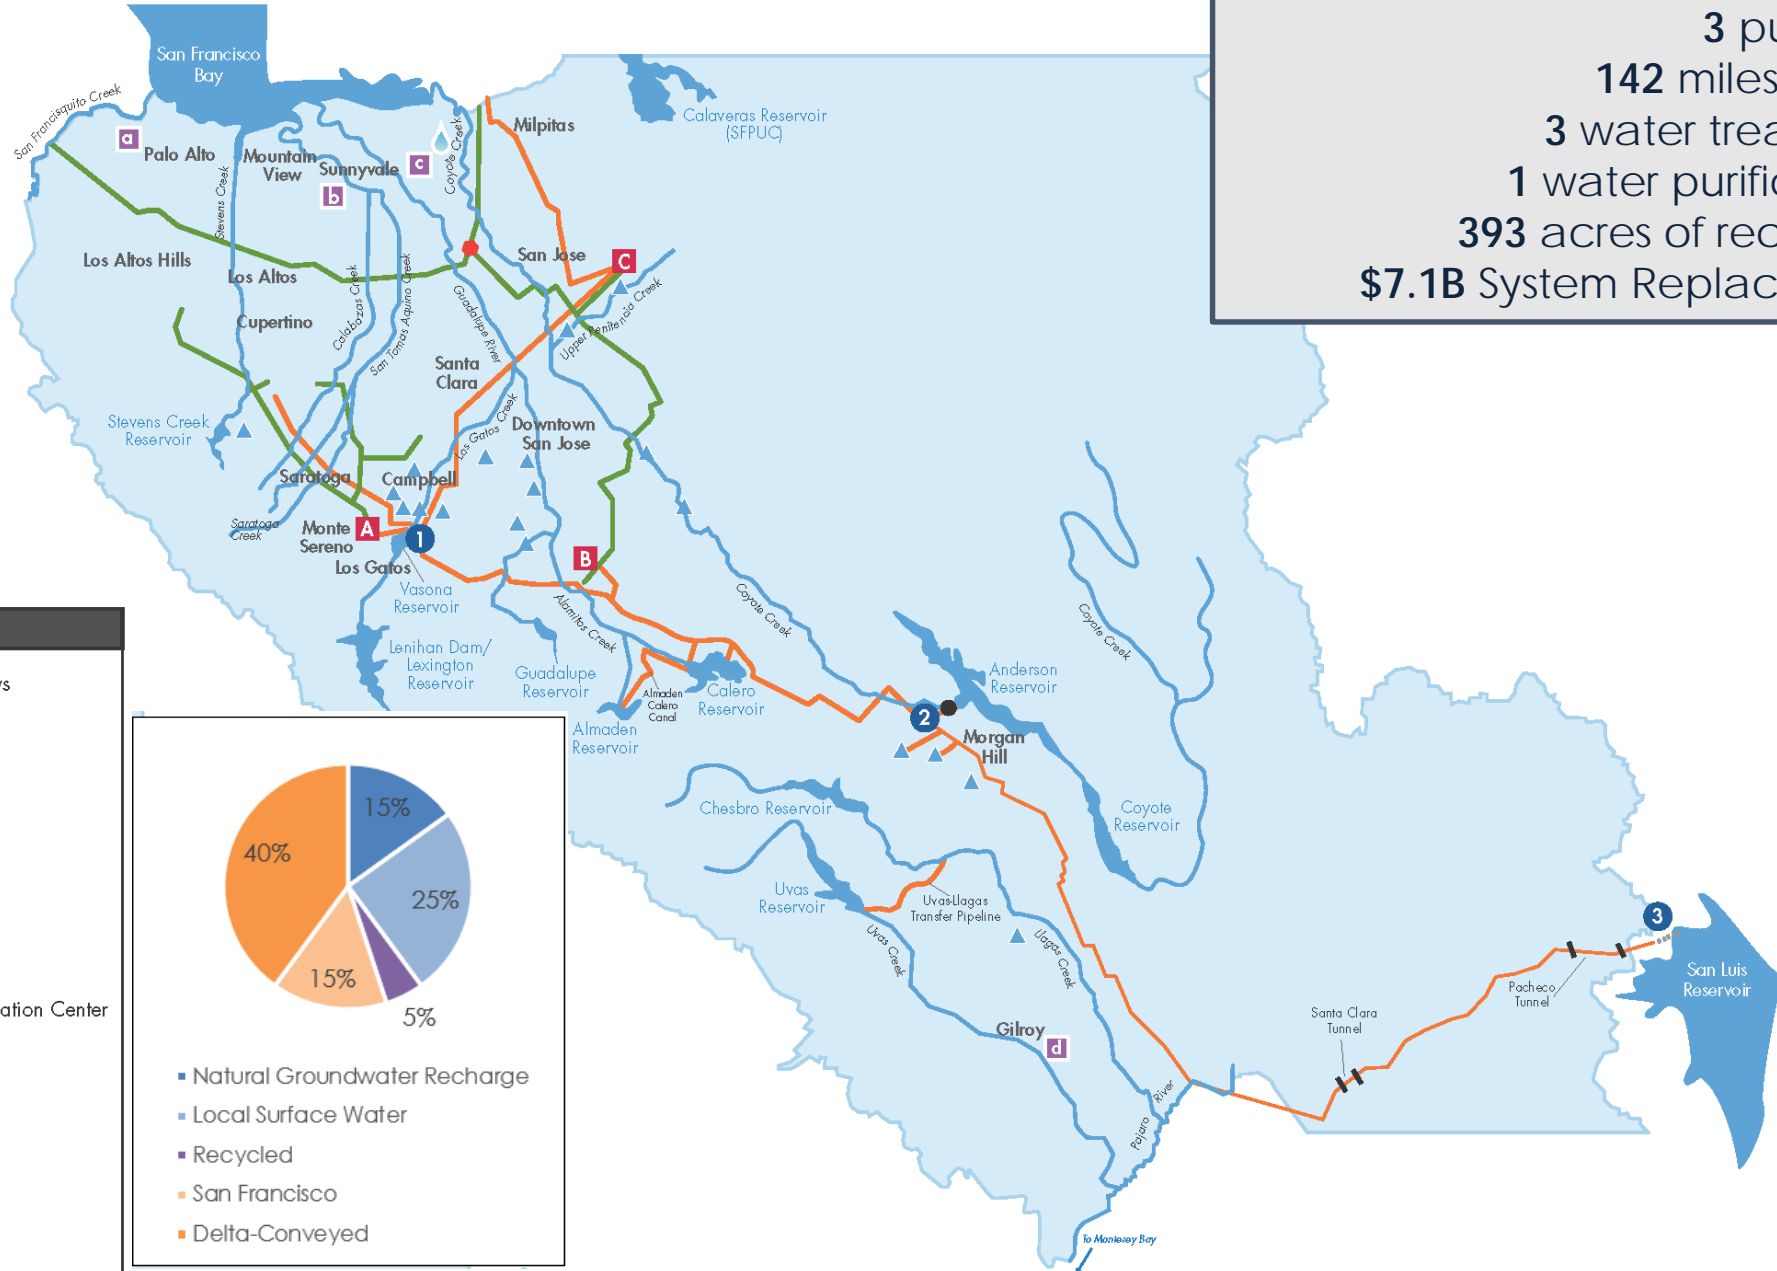 3 pu
142 miles
3 water trea
1 water purific
393 acres of rec
$7.1B System Replac
San Francisco
Bay
San Francisquito Creek
Calaveras Reservoir
(SFPUC)
Milpitas
a
Palo Alto
Mountain
View
Sunnyvale
b
c
Coyote Creek
Stevens Creek
Los Altos Hills
Los Altos
San Jose
C
Cupertino
Calabazas Creek
San Tomas Aquino Creek
Guadalupe River
Upper Penitencia Creek
Santa
Clara
Stevens Creek
Reservoir
Los Gatos Creek
Downtown
San Jose
Saratoga
Campbell
Saratoga
Creek
Monte
Sereno
A
1
Los Gatos
B
Vasona
Reservoir
Alamitos Creek
Coyote Creek
Coyote Creek
Lenihan Dam/
Lexington
Reservoir
Guadalupe
Reservoir
Almaden
Calero
Canal
Calero
Reservoir
Anderson
Reservoir
Almaden
Reservoir
2
Morgan
Hill
Chesbro Reservoir
Coyote
Reservoir
Uvas
Reservoir
Uvas-Llagas
Transfer Pipeline
Uvas Creek
Llagas Creek
3
San Luis
Reservoir
Pacheco
Tunnel
Santa Clara
Tunnel
Gilroy
d
Pajaro River
To Monterey Bay
ys
ation Center
15%
40%
25%
15%
5%
Natural Groundwater Recharge
Local Surface Water
Recycled
San Francisco
Delta-Conveyed